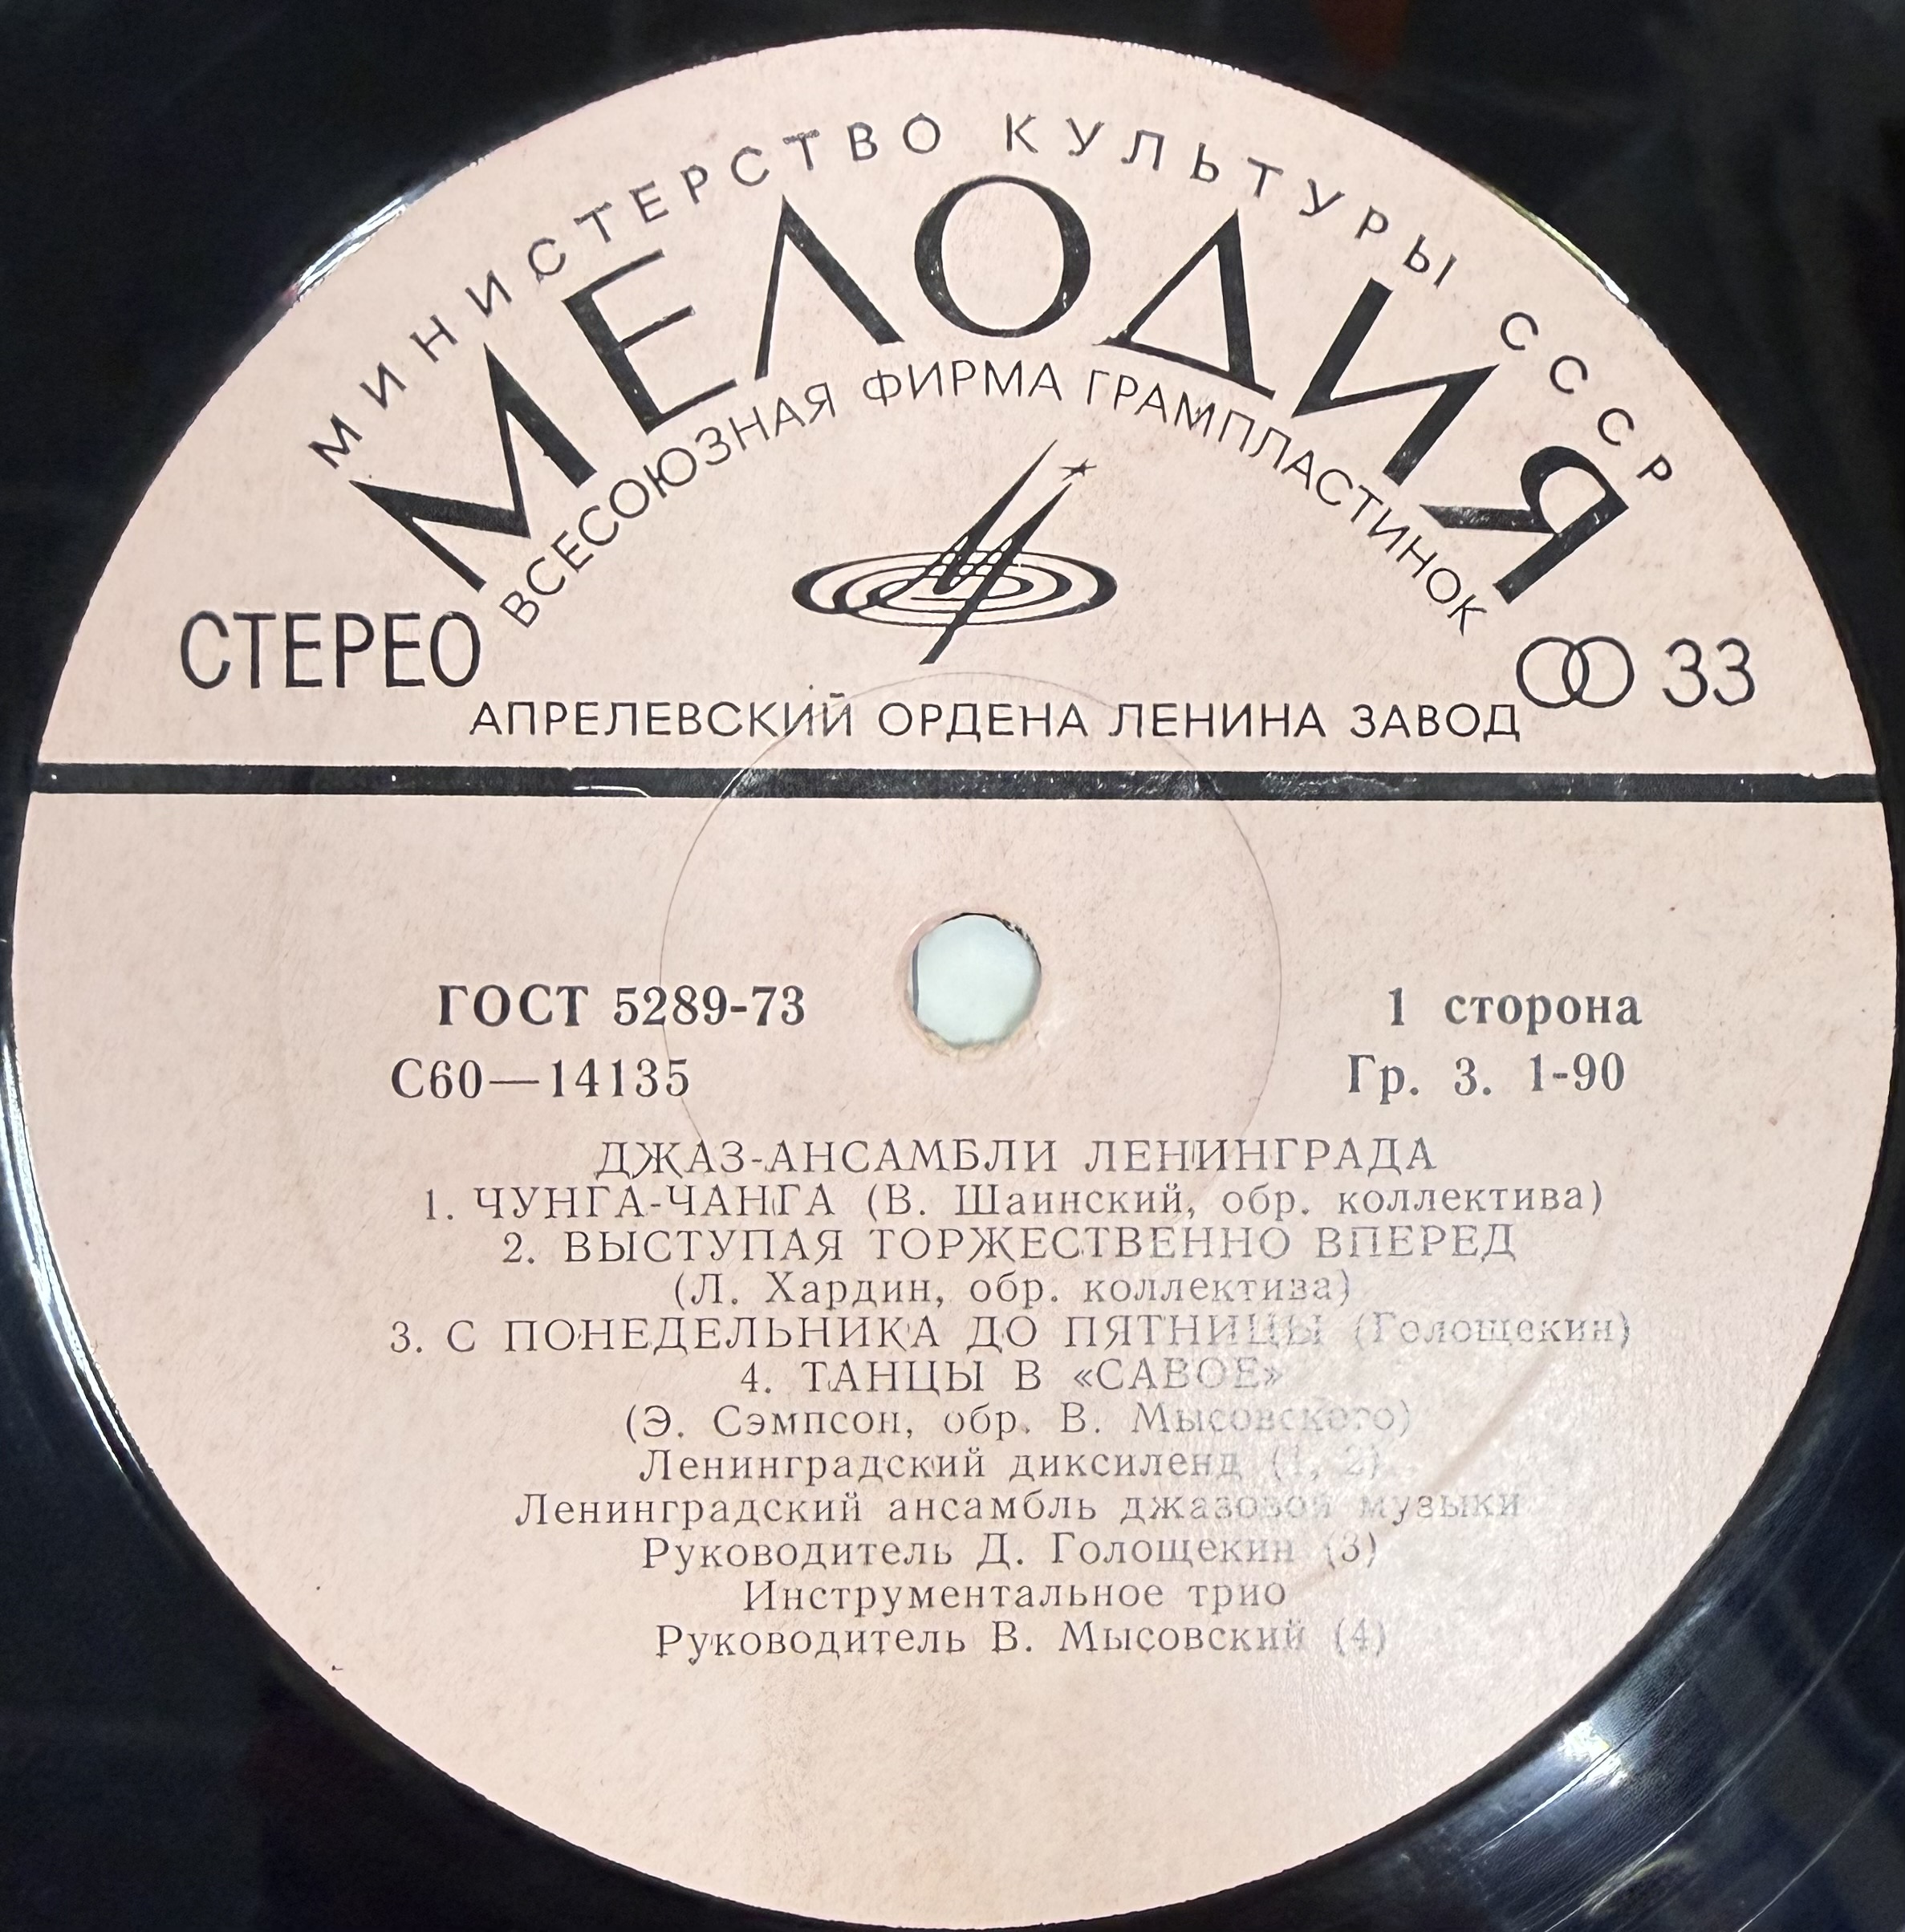 МИНИСТЕРСТВО КУЛЬТУРЫ СССР
МЕЛОДИЯ
ВСЕСОЮЗНАЯ ФИРМА ГРАМПЛАСТИНОК
СТЕРЕО
33
АПРЕЛЕВСКИЙ ОРДЕНА ЛЕНИНА ЗАВОД
ГОСТ 5289-73
1 сторона
С60—14135
Гр. 3. 1-90
ДЖАЗ-АНСАМБЛИ ЛЕНИНГРАДА
1. ЧУНГА-ЧАНГА (В. Шаинский, обр. коллектива)
2. ВЫСТУПАЯ ТОРЖЕСТВЕННО ВПЕРЕД
(Л. Хардин, обр. коллектива)
3. С ПОНЕДЕЛЬНИКА ДО ПЯТНИЦЫ (Голощекин)
4. ТАНЦЫ В «САВОЕ»
(Э. Сэмпсон, обр. В. Мысовского)
Ленинградский диксиленд (1, 2)
Ленинградский ансамбль джазовой музыки
Руководитель Д. Голощекин (3)
Инструментальное трио
Руководитель В. Мысовский (4)